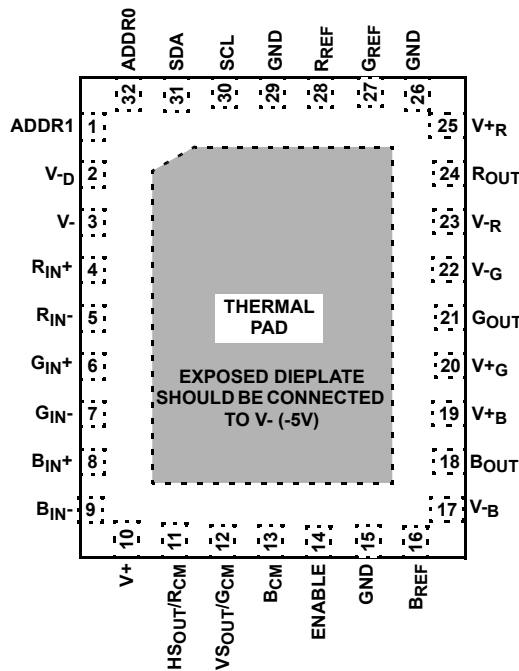 ADDR0
SDA
SCL
GND
RREF
GREF
GND
32
31
30
29
28
27
26
ADDR1 1
V-D 2
V- 3
RIN+ 4
RIN- 5
GIN+ 6
GIN- 7
BIN+ 8
BIN- 9
25 V+R
24 ROUT
23 V-R
22 V-G
21 GOUT
20 V+G
19 V+B
18 BOUT
17 V-B
THERMAL
PAD
EXPOSED DIEPLATE
SHOULD BE CONNECTED
TO V- (-5V)
10
11
12
13
14
15
16
V+
HSOUT/RCM
VSOUT/GCM
BCM
ENABLE
GND
BREF